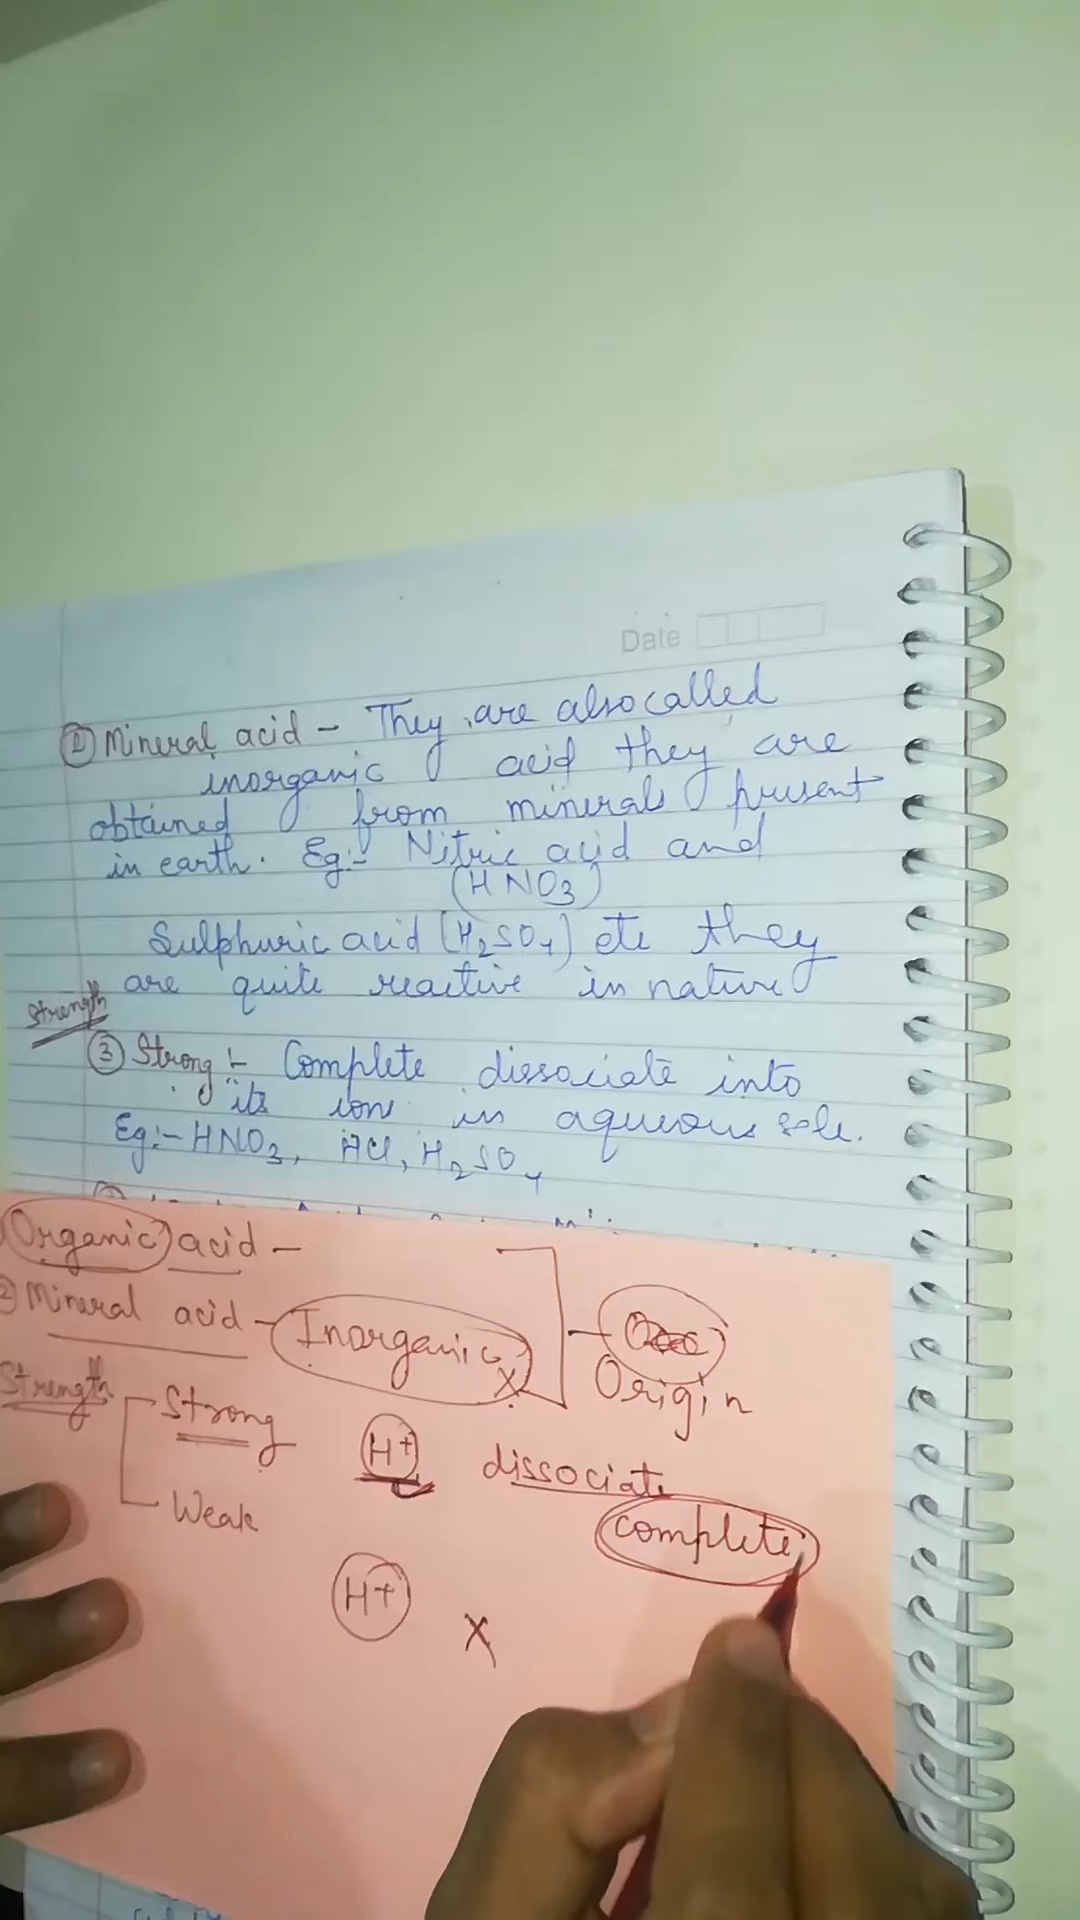 Date
② Mineral acid - They are also called
inorganic acid they are
obtained from minerals present
in earth. Eg:- Nitric acid and
(HNO3)
Sulphuric acid (H2SO4) etc they
are quite reactive in nature
Strength
③ Strong :- Complete dissociate into
its ions in aqueous soln.
Eg:- HNO3, HCl, H2SO4
Organic acid -
② Mineral acid - Inorganic
X
Origin
Strength
Strong
H+ dissociate
Weak
complete
H+
X